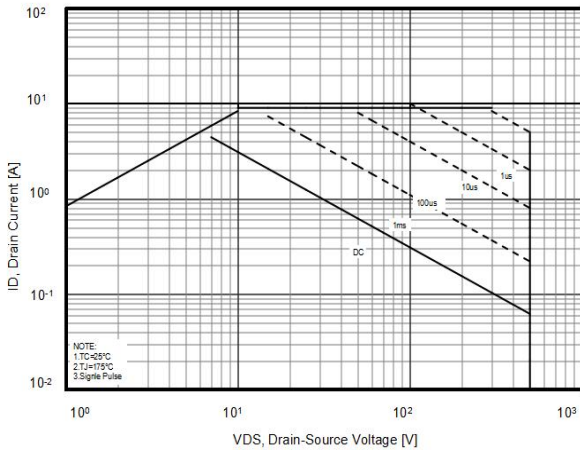 10²
10¹
10⁰
10⁻¹
10⁻²
ID, Drain Current [A]
1us
10us
100us
1ms
DC
NOTE:
1.TC=25°C
2.TJ=175°C
3.Signle Pulse
10⁰
10¹
10²
10³
VDS, Drain-Source Voltage [V]